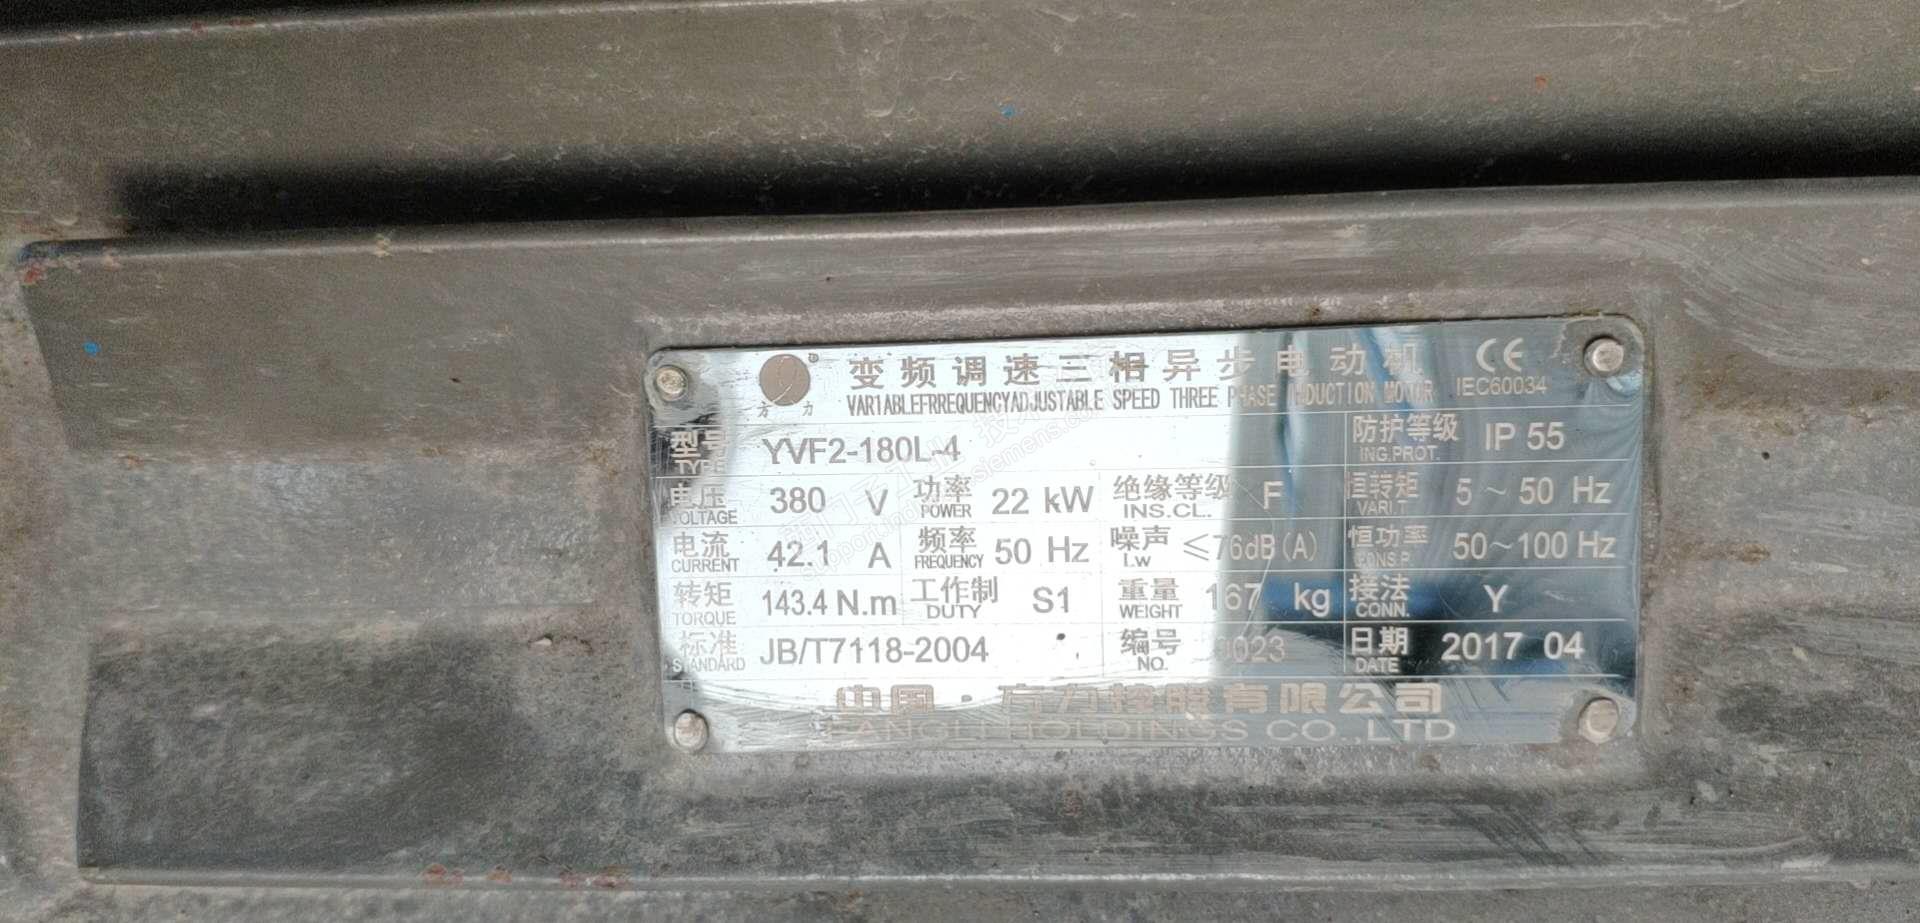 变频调速三相异步电动机 CE
方力 VARIABLEFRREQUENCYADJUSTABLE SPEED THREE PHASE INDUCTION MOTOR IEC60034
型号 TYPE YVF2-180L-4 防护等级 ING.PROT. IP 55
电压 VOLTAGE 380 V 功率 POWER 22 kW 绝缘等级 INS.CL. F 恒转矩 VARI.T 5~50 Hz
电流 CURRENT 42.1 A 频率 FREQUENCY 50 Hz 噪声 Lw ≤76dB(A) 恒功率 CONS.P. 50~100 Hz
转矩 TORQUE 143.4 N.m 工作制 DUTY S1 重量 WEIGHT 167 kg 接法 CONN. Y
标准 STANDARD JB/T7118-2004 编号 NO. 日期 DATE 2017 04
中国·方力控股有限公司
FANGLI HOLDINGS CO.,LTD